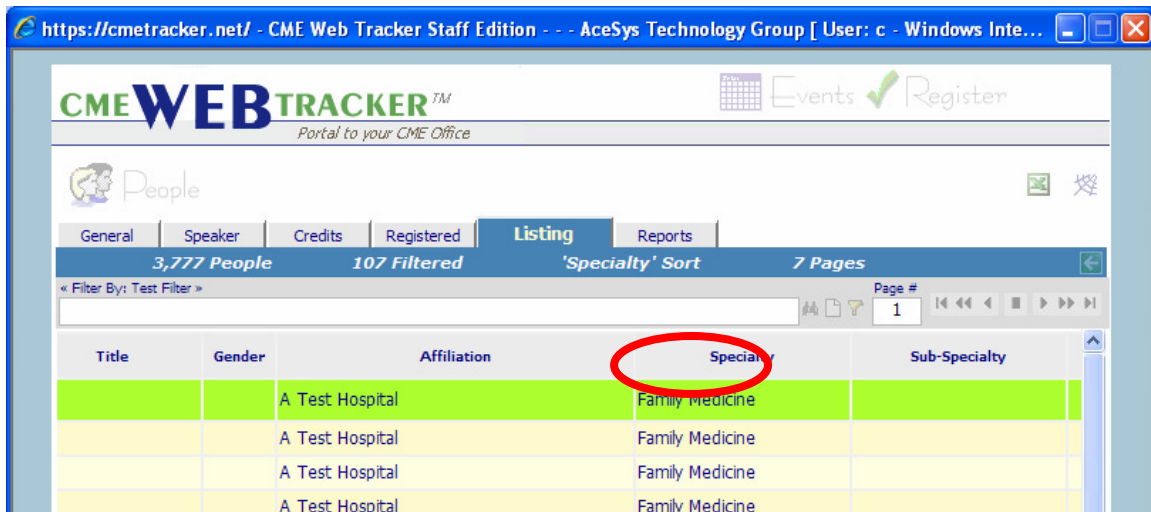 https://cmetracker.net/ - CME Web Tracker Staff Edition - - - AceSys Technology Group [ User: c - Windows Inte...
CMEWEBTRACKER™
Portal to your CME Office
Events Register
People
General Speaker Credits Registered Listing Reports
3,777 People 107 Filtered 'Specialty' Sort 7 Pages
« Filter By: Test Filter » Page #
1
Title Gender Affiliation Specialty Sub-Specialty
A Test Hospital Family Medicine
A Test Hospital Family Medicine
A Test Hospital Family Medicine
A Test Hospital Family Medicine